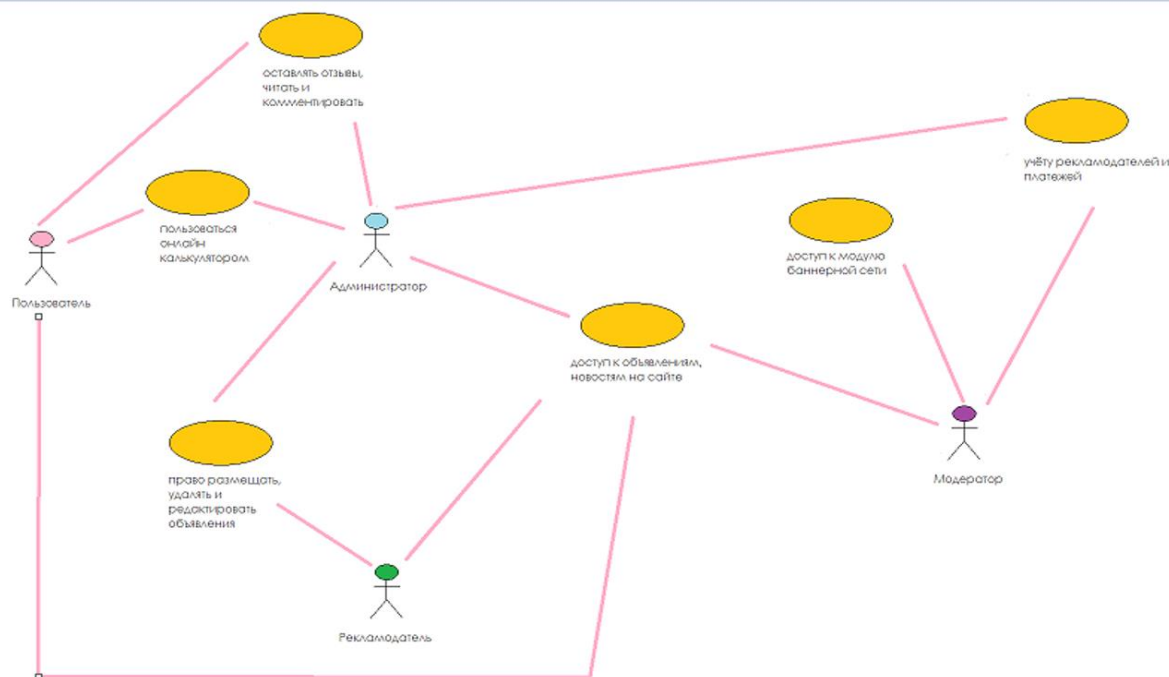 оставлять отзывы,
читать и
комментировать
учёту рекламодателей и
платежей
пользоваться
онлайн
калькулятором
доступ к модулю
баннерной сети
Администратор
Пользователь
доступ к объявлениям,
новостям на сайте
право размещать,
удалять и
редактировать
объявления
Модератор
Рекламодатель